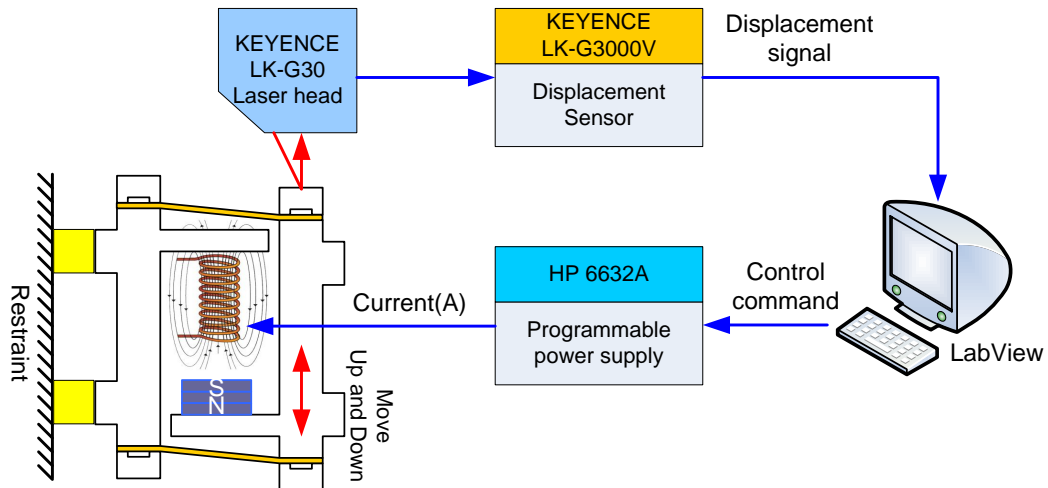 KEYENCE
LK-G30
Laser head
KEYENCE
LK-G3000V
Displacement
Sensor
Displacement
signal
Restraint
S
N
Current(A)
Move
Up and Down
HP 6632A
Programmable
power supply
Control
command
LabView